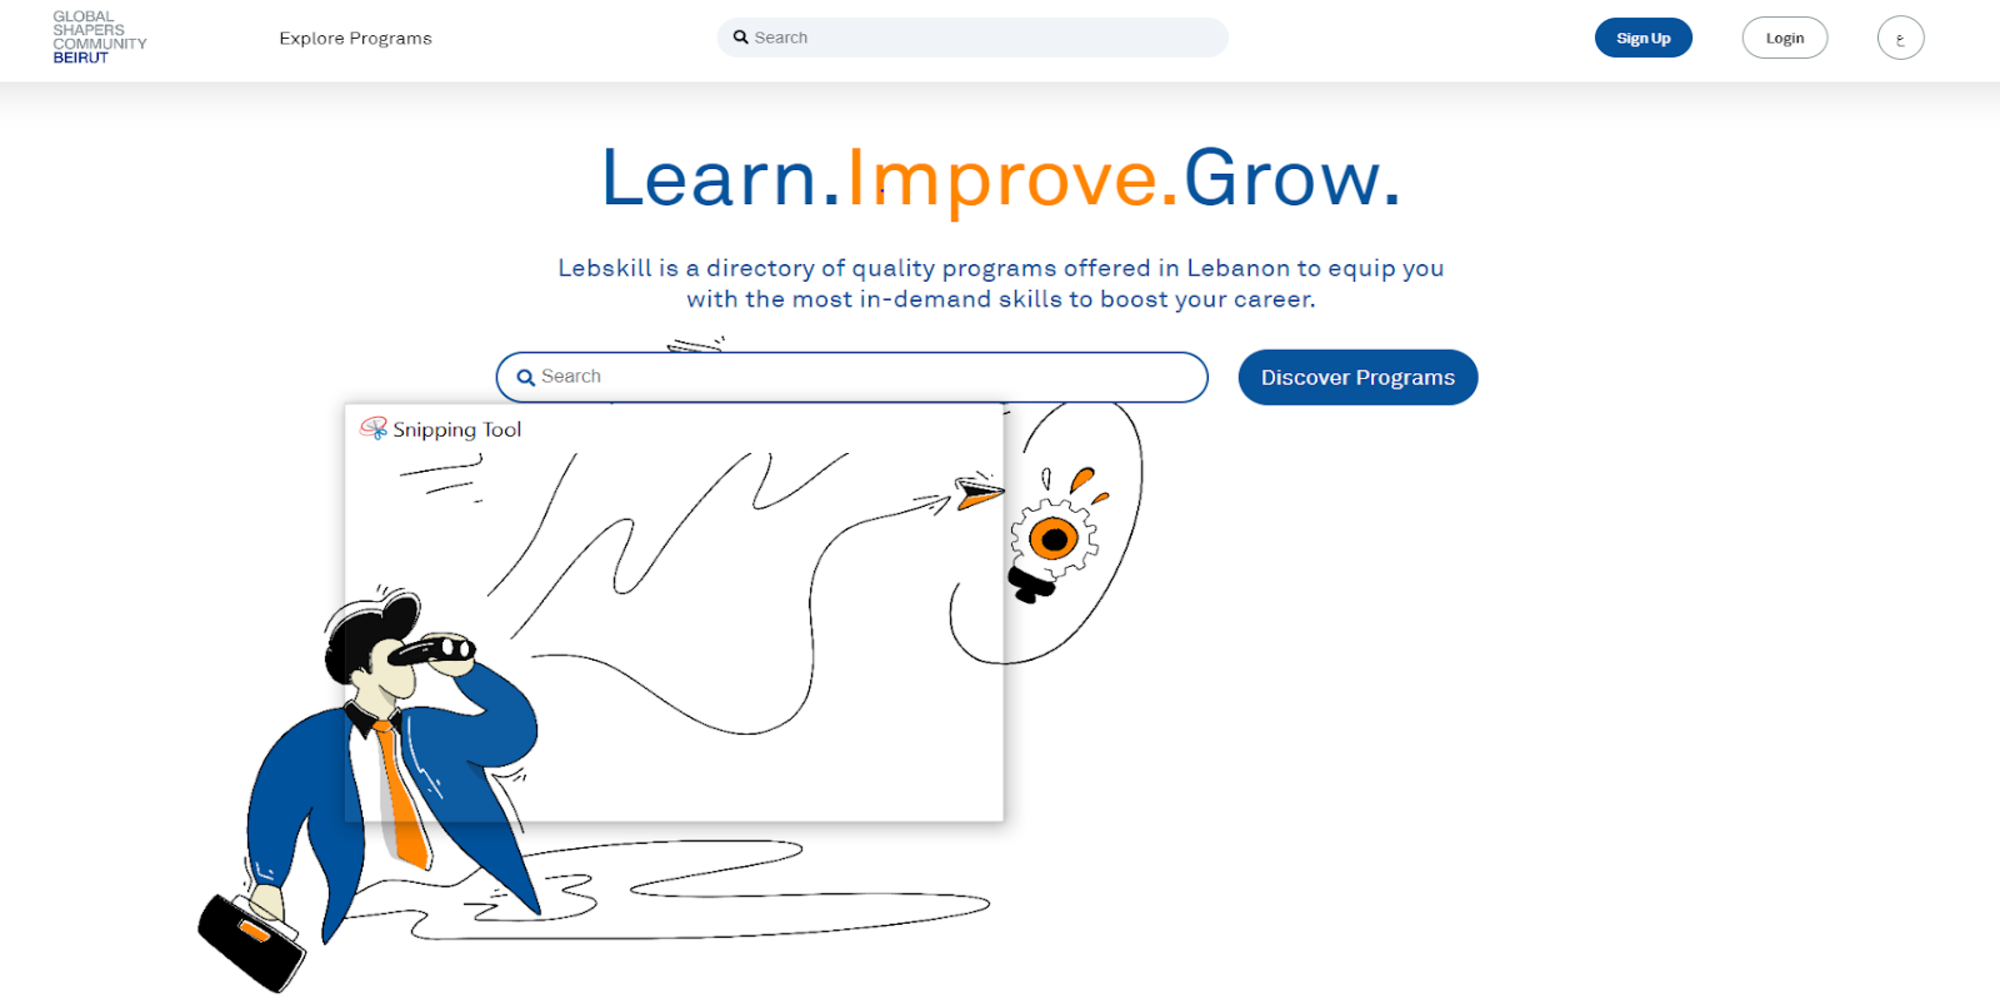 GLOBAL
SHAPERS
COMMUNITY
BEIRUT
Explore Programs
Search
Sign Up
Login
ع
Learn.Improve.Grow.
Lebskill is a directory of quality programs offered in Lebanon to equip you
with the most in-demand skills to boost your career.
Search
Discover Programs
Snipping Tool